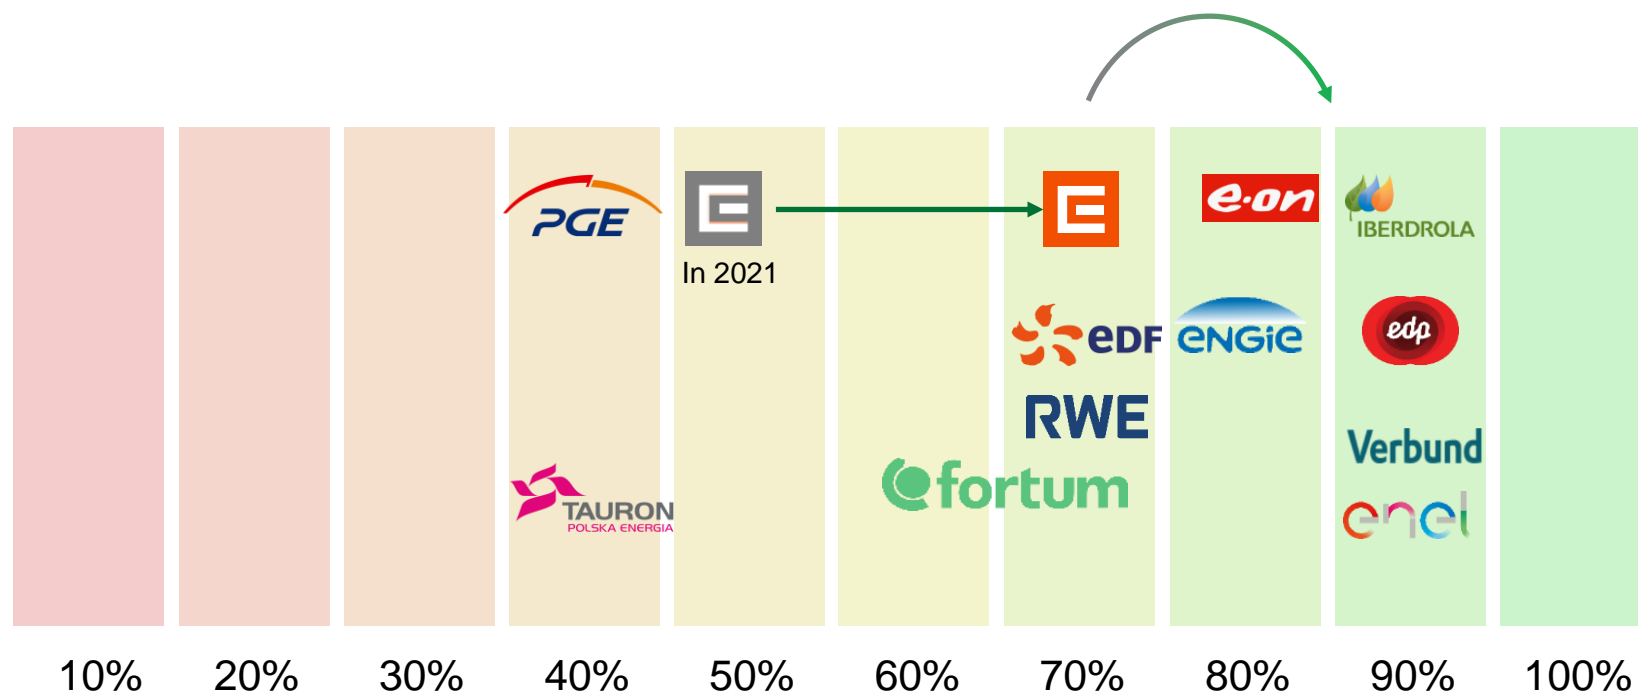 PGE
e·on
IBERDROLA
In 2021
eDF
eNGie
edp
RWE
Verbund
fortum
TAURON
POLSKA ENERGIA
enel
10% 20% 30% 40% 50% 60% 70% 80% 90% 100%